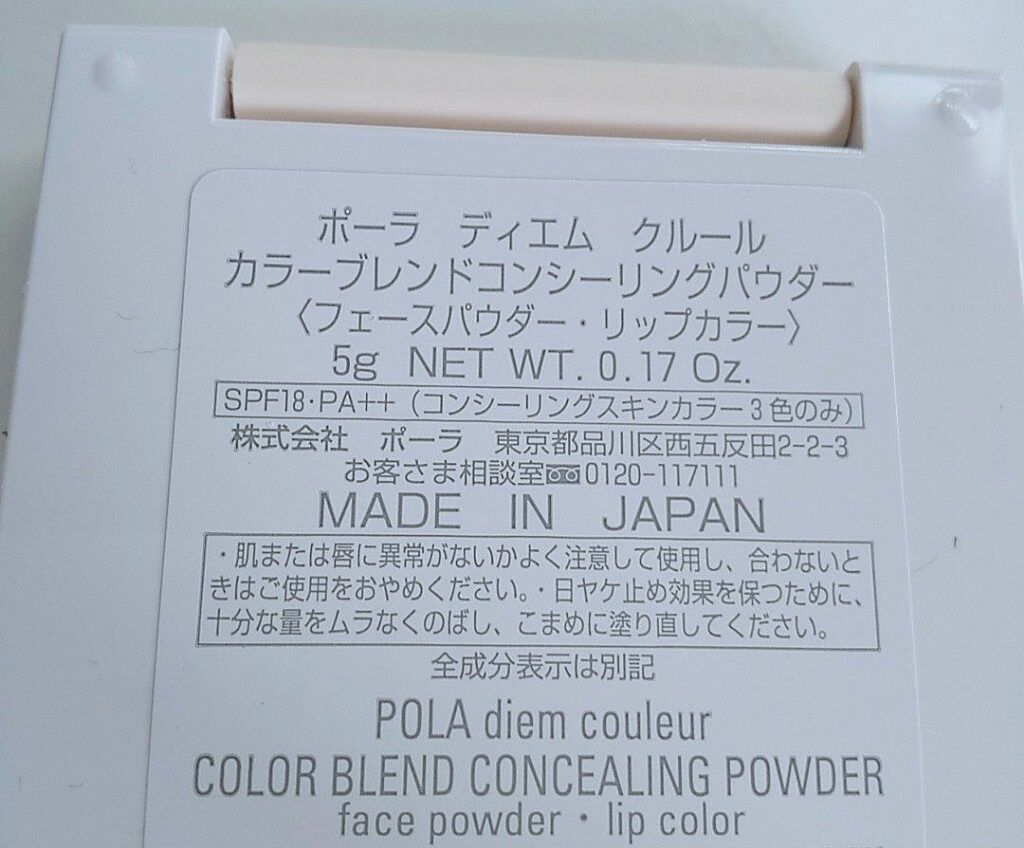 ポーラ ディエム クルール
カラーブレンドコンシーリングパウダー
〈フェースパウダー・リップカラー〉
5g NET WT. 0.17 Oz.
SPF18・PA++（コンシーリングスキンカラー3色のみ）
株式会社 ポーラ 東京都品川区西五反田2-2-3
お客さま相談室 0120-117111
MADE IN JAPAN
・肌または唇に異常がないかよく注意して使用し、合わないと
きはご使用をおやめください。・日ヤケ止め効果を保つために、
十分な量をムラなくのばし、こまめに塗り直してください。
全成分表示は別記
POLA diem couleur
COLOR BLEND CONCEALING POWDER
face powder・lip color